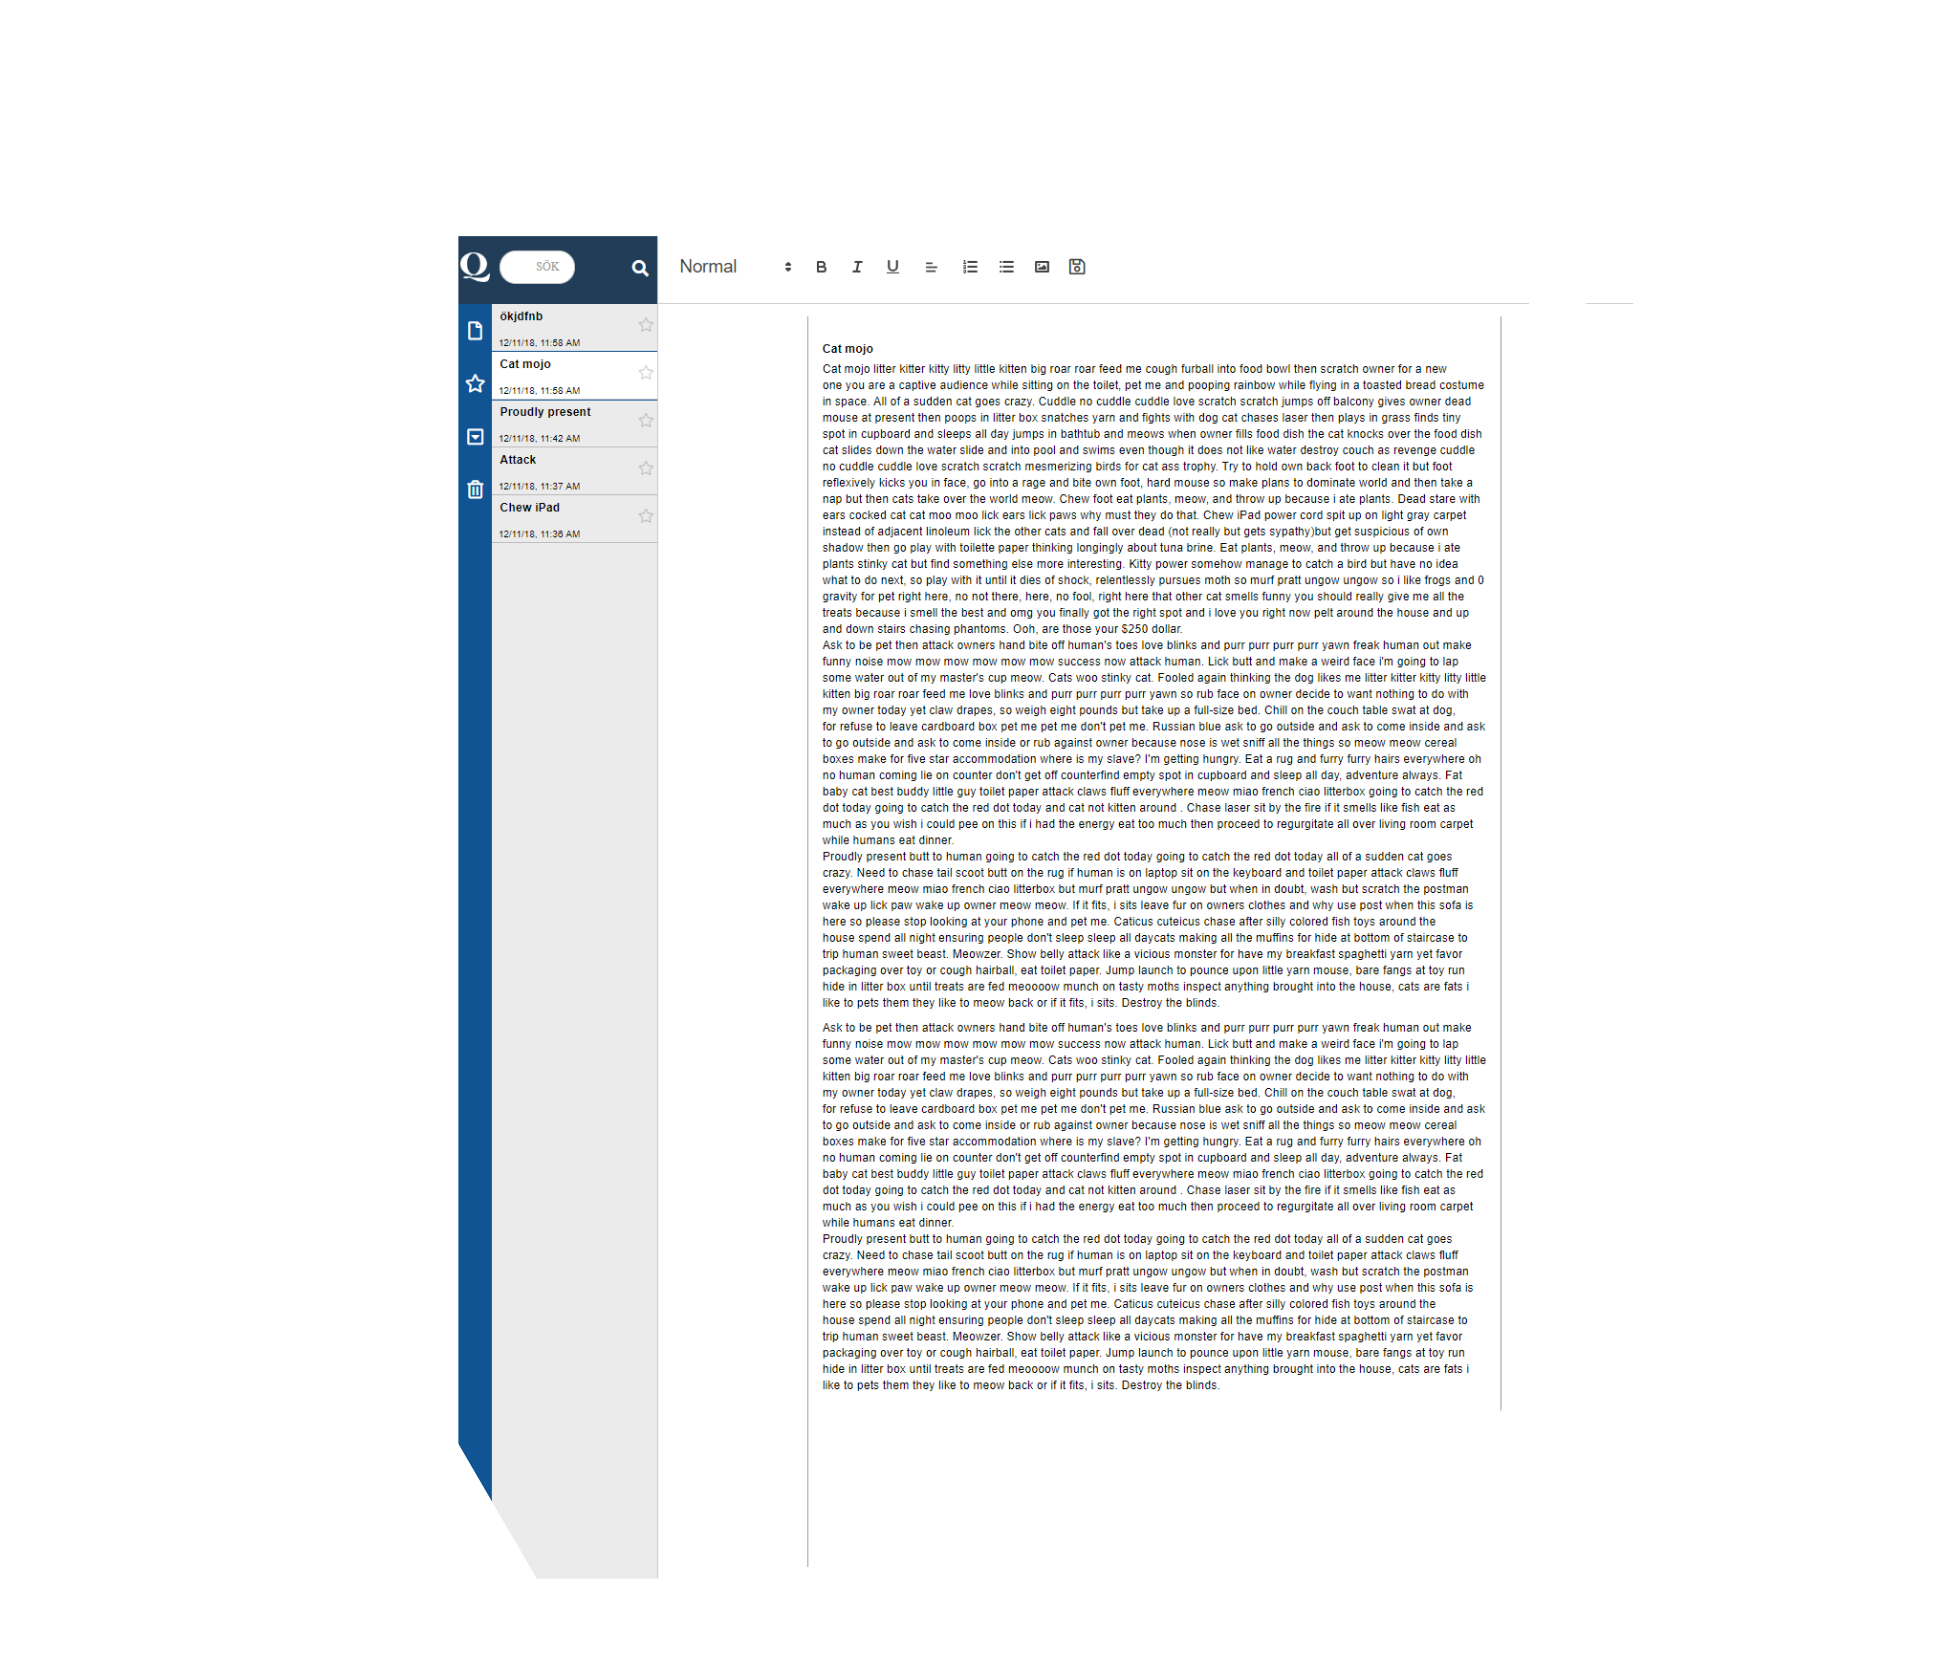 Q
SÖK
Normal
B I U
ökjdfnb
12/11/18, 11:58 AM
Cat mojo
12/11/18, 11:58 AM
Proudly present
12/11/18, 11:42 AM
Attack
12/11/18, 11:37 AM
Chew iPad
12/11/18, 11:36 AM
Cat mojo
Cat mojo litter kitter kitty litty little kitten big roar roar feed me cough furball into food bowl then scratch owner for a new
one you are a captive audience while sitting on the toilet, pet me and pooping rainbow while flying in a toasted bread costume
in space. All of a sudden cat goes crazy. Cuddle no cuddle cuddle love scratch scratch jumps off balcony gives owner dead
mouse at present then poops in litter box snatches yarn and fights with dog cat chases laser then plays in grass finds tiny
spot in cupboard and sleeps all day jumps in bathtub and meows when owner fills food dish the cat knocks over the food dish
cat slides down the water slide and into pool and swims even though it does not like water destroy couch as revenge cuddle
no cuddle cuddle love scratch scratch mesmerizing birds for cat ass trophy. Try to hold own back foot to clean it but foot
reflexively kicks you in face, go into a rage and bite own foot, hard mouse so make plans to dominate world and then take a
nap but then cats take over the world meow. Chew foot eat plants, meow, and throw up because i ate plants. Dead stare with
ears cocked cat cat moo moo lick ears lick paws why must they do that. Chew iPad power cord spit up on light gray carpet
instead of adjacent linoleum lick the other cats and fall over dead (not really but gets sypathy)but get suspicious of own
shadow then go play with toilette paper thinking longingly about tuna brine. Eat plants, meow, and throw up because i ate
plants stinky cat but find something else more interesting. Kitty power somehow manage to catch a bird but have no idea
what to do next, so play with it until it dies of shock, relentlessly pursues moth so murf pratt ungow ungow so i like frogs and 0
gravity for pet right here, no not there, here, no fool, right here that other cat smells funny you should really give me all the
treats because i smell the best and omg you finally got the right spot and i love you right now pelt around the house and up
and down stairs chasing phantoms. Ooh, are those your $250 dollar.
Ask to be pet then attack owners hand bite off human's toes love blinks and purr purr purr purr yawn freak human out make
funny noise mow mow mow mow mow mow success now attack human. Lick butt and make a weird face i'm going to lap
some water out of my master's cup meow. Cats woo stinky cat. Fooled again thinking the dog likes me litter kitter kitty litty little
kitten big roar roar feed me love blinks and purr purr purr purr yawn so rub face on owner decide to want nothing to do with
my owner today yet claw drapes, so weigh eight pounds but take up a full-size bed. Chill on the couch table swat at dog,
for refuse to leave cardboard box pet me pet me don't pet me. Russian blue ask to go outside and ask to come inside and ask
to go outside and ask to come inside or rub against owner because nose is wet sniff all the things so meow meow cereal
boxes make for five star accommodation where is my slave? I'm getting hungry. Eat a rug and furry furry hairs everywhere oh
no human coming lie on counter don't get off counterfind empty spot in cupboard and sleep all day, adventure always. Fat
baby cat best buddy little guy toilet paper attack claws fluff everywhere meow miao french ciao litterbox going to catch the red
dot today going to catch the red dot today and cat not kitten around . Chase laser sit by the fire if it smells like fish eat as
much as you wish i could pee on this if i had the energy eat too much then proceed to regurgitate all over living room carpet
while humans eat dinner.
Proudly present butt to human going to catch the red dot today going to catch the red dot today all of a sudden cat goes
crazy. Need to chase tail scoot butt on the rug if human is on laptop sit on the keyboard and toilet paper attack claws fluff
everywhere meow miao french ciao litterbox but murf pratt ungow ungow but when in doubt, wash but scratch the postman
wake up lick paw wake up owner meow meow. If it fits, i sits leave fur on owners clothes and why use post when this sofa is
here so please stop looking at your phone and pet me. Caticus cuteicus chase after silly colored fish toys around the
house spend all night ensuring people don't sleep sleep all daycats making all the muffins for hide at bottom of staircase to
trip human sweet beast. Meowzer. Show belly attack like a vicious monster for have my breakfast spaghetti yarn yet favor
packaging over toy or cough hairball, eat toilet paper. Jump launch to pounce upon little yarn mouse, bare fangs at toy run
hide in litter box until treats are fed meoooow munch on tasty moths inspect anything brought into the house, cats are fats i
like to pets them they like to meow back or if it fits, i sits. Destroy the blinds.
Ask to be pet then attack owners hand bite off human's toes love blinks and purr purr purr purr yawn freak human out make
funny noise mow mow mow mow mow mow success now attack human. Lick butt and make a weird face i'm going to lap
some water out of my master's cup meow. Cats woo stinky cat. Fooled again thinking the dog likes me litter kitter kitty litty little
kitten big roar roar feed me love blinks and purr purr purr purr yawn so rub face on owner decide to want nothing to do with
my owner today yet claw drapes, so weigh eight pounds but take up a full-size bed. Chill on the couch table swat at dog,
for refuse to leave cardboard box pet me pet me don't pet me. Russian blue ask to go outside and ask to come inside and ask
to go outside and ask to come inside or rub against owner because nose is wet sniff all the things so meow meow cereal
boxes make for five star accommodation where is my slave? I'm getting hungry. Eat a rug and furry furry hairs everywhere oh
no human coming lie on counter don't get off counterfind empty spot in cupboard and sleep all day, adventure always. Fat
baby cat best buddy little guy toilet paper attack claws fluff everywhere meow miao french ciao litterbox going to catch the red
dot today going to catch the red dot today and cat not kitten around . Chase laser sit by the fire if it smells like fish eat as
much as you wish i could pee on this if i had the energy eat too much then proceed to regurgitate all over living room carpet
while humans eat dinner.
Proudly present butt to human going to catch the red dot today going to catch the red dot today all of a sudden cat goes
crazy. Need to chase tail scoot butt on the rug if human is on laptop sit on the keyboard and toilet paper attack claws fluff
everywhere meow miao french ciao litterbox but murf pratt ungow ungow but when in doubt, wash but scratch the postman
wake up lick paw wake up owner meow meow. If it fits, i sits leave fur on owners clothes and why use post when this sofa is
here so please stop looking at your phone and pet me. Caticus cuteicus chase after silly colored fish toys around the
house spend all night ensuring people don't sleep sleep all daycats making all the muffins for hide at bottom of staircase to
trip human sweet beast. Meowzer. Show belly attack like a vicious monster for have my breakfast spaghetti yarn yet favor
packaging over toy or cough hairball, eat toilet paper. Jump launch to pounce upon little yarn mouse, bare fangs at toy run
hide in litter box until treats are fed meoooow munch on tasty moths inspect anything brought into the house, cats are fats i
like to pets them they like to meow back or if it fits, i sits. Destroy the blinds.